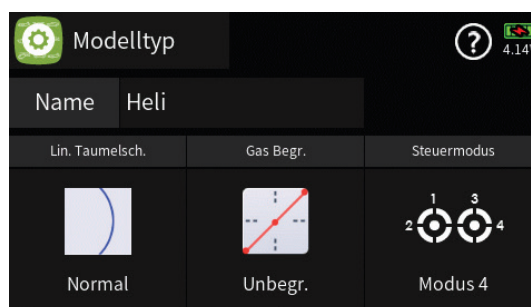 Modelltyp
?
4.14
Name Heli
Lin. Taumelsch. Gas Begr. Steuermodus
1 3
2 4
Normal Unbegr. Modus 4